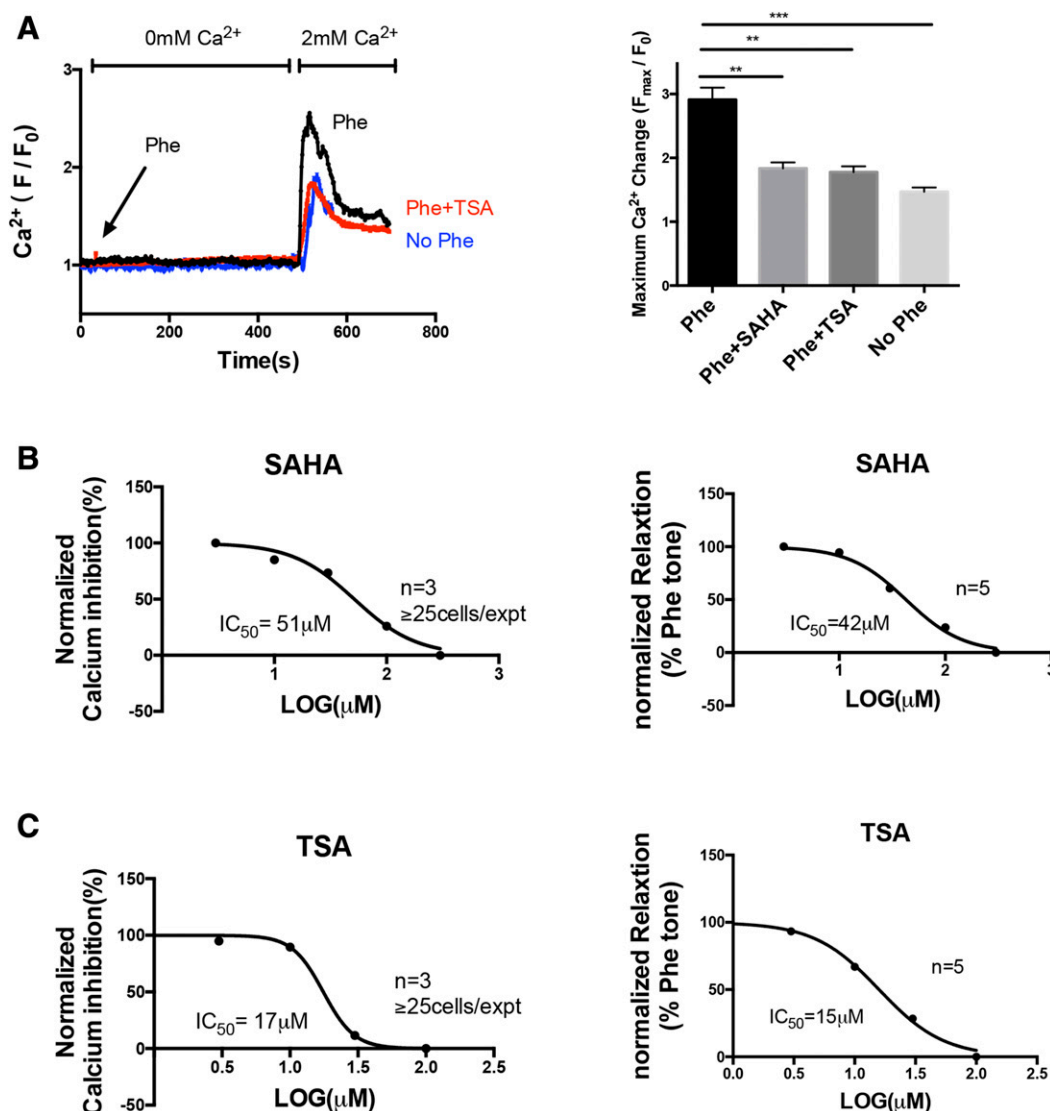 A
0mM Ca²⁺
2mM Ca²⁺
Ca²⁺ ( F / F₀)
3
2
1
Phe
Phe
Phe+TSA
No Phe
0
200
400
600
800
Time(s)
Maximum Ca²⁺ Change (Fmax / F₀)
3
2
1
0
***
**
**
Phe
Phe+SAHA
Phe+TSA
No Phe
B
SAHA
Normalized
Calcium inhibition(%)
150
100
50
0
-50
n=3
≥25cells/expt
IC₅₀= 51μM
1
2
3
LOG(μM)
SAHA
normalized Relaxtion
(% Phe tone)
150
100
50
0
-50
n=5
IC₅₀=42μM
1
2
3
LOG(μM)
C
TSA
Normalized
Calcium inhibition(%)
150
100
50
0
-50
n=3
≥25cells/expt
IC₅₀= 17μM
0.5
1.0
1.5
2.0
2.5
LOG(μM)
TSA
normalized Relaxtion
(% Phe tone)
150
100
50
0
n=5
IC₅₀=15μM
0.0
0.5
1.0
1.5
2.0
2.5
LOG(μM)